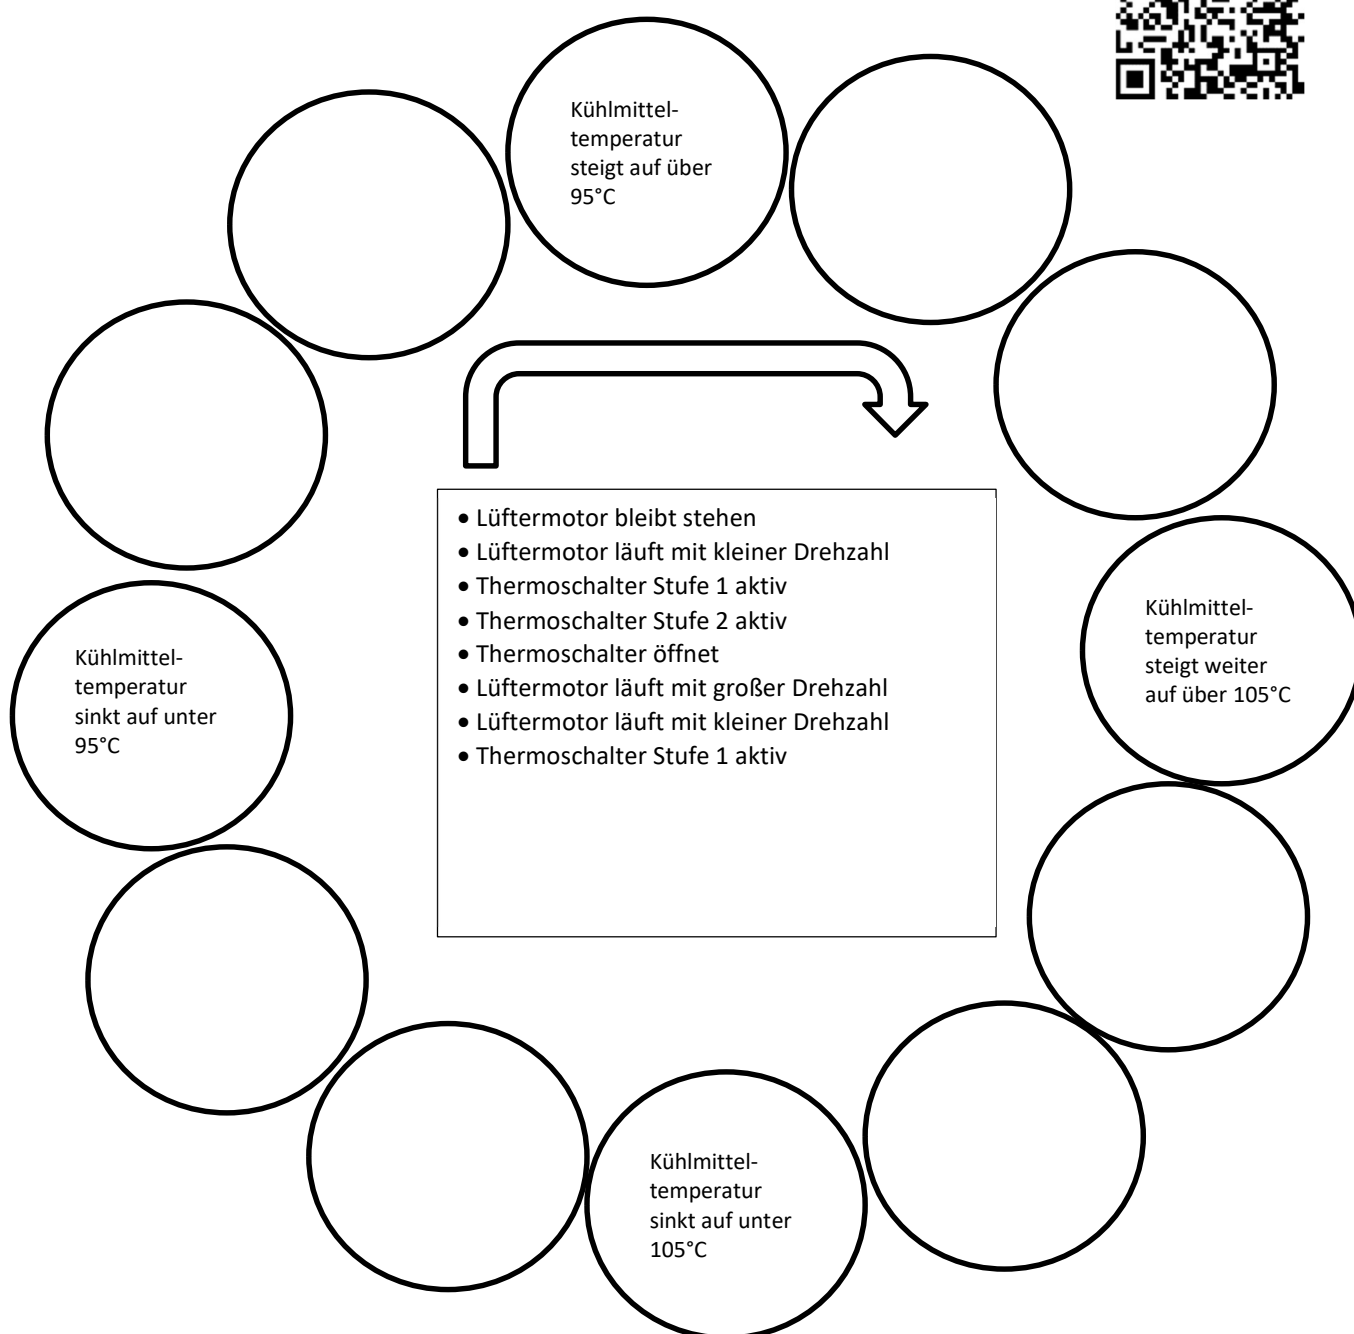 Kühlmittel-
temperatur
steigt auf über
95°C
• Lüftermotor bleibt stehen
• Lüftermotor läuft mit kleiner Drehzahl
• Thermoschalter Stufe 1 aktiv
• Thermoschalter Stufe 2 aktiv
• Thermoschalter öffnet
• Lüftermotor läuft mit großer Drehzahl
• Lüftermotor läuft mit kleiner Drehzahl
• Thermoschalter Stufe 1 aktiv
Kühlmittel-
temperatur
steigt weiter
auf über 105°C
Kühlmittel-
temperatur
sinkt auf unter
95°C
Kühlmittel-
temperatur
sinkt auf unter
105°C